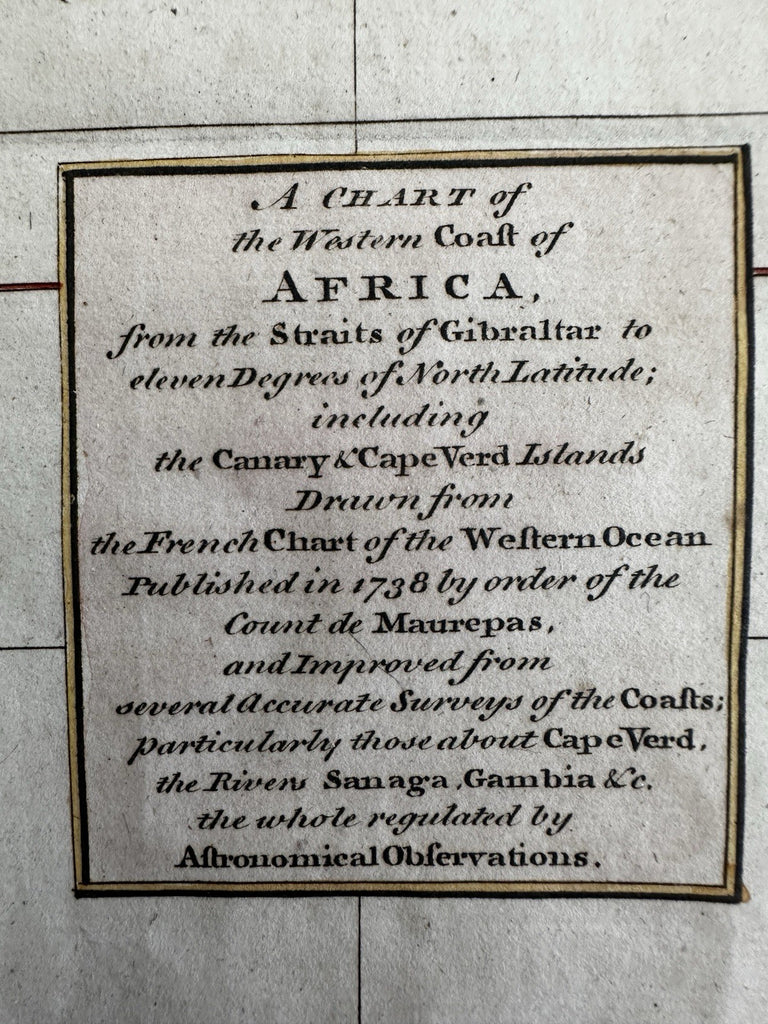 A CHART of
the Western Coaſt of
AFRICA,
from the Straits of Gibraltar to
eleven Degrees of North Latitude;
including
the Canary & Cape Verd Islands
Drawn from
the French Chart of the Weſtern Ocean
Published in 1738 by order of the
Count de Maurepas,
and Improved from
several Accurate Surveys of the Coaſts;
particularly those about Cape Verd,
the Rivers Sanaga, Gambia &c.
the whole regulated by
Aſtronomical Obſervations.